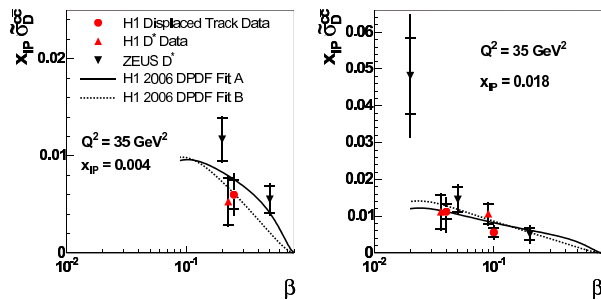 x_IP σ̃_D^cc̄
0.02
0.01
0
H1 Displaced Track Data
H1 D* Data
ZEUS D*
H1 2006 DPDF Fit A
H1 2006 DPDF Fit B
Q² = 35 GeV²
x_IP = 0.004
10⁻²
10⁻¹
β
x_IP σ̃_D^cc̄
0.06
0.05
0.04
0.03
0.02
0.01
0
Q² = 35 GeV²
x_IP = 0.018
10⁻²
10⁻¹
β